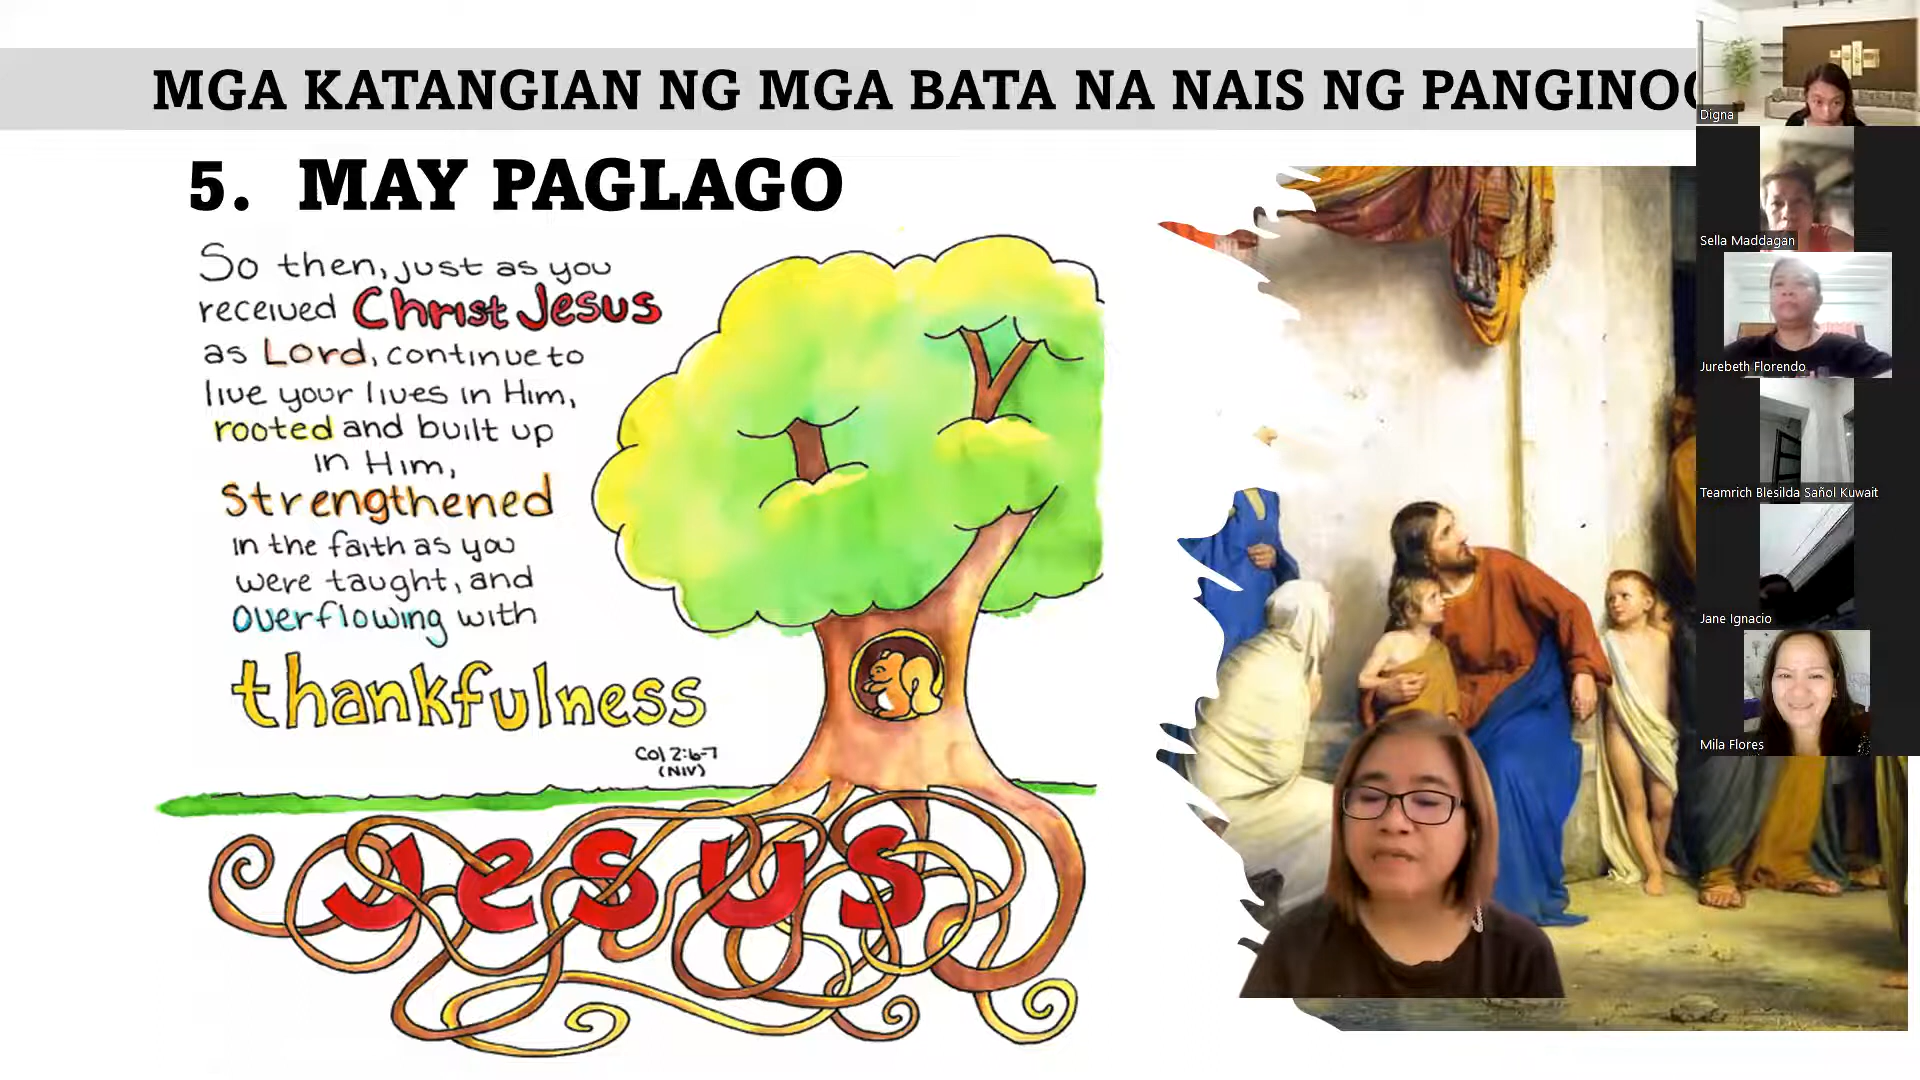 MGA KATANGIAN NG MGA BATA NA NAIS NG PANGINOO
5. MAY PAGLAGO
So then, just as you
received Christ Jesus
as Lord, continue to
live your lives in Him,
rooted and built up
in Him,
strengthened
in the faith as you
were taught, and
overflowing with
thankfulness
Col 2:6-7
(NIV)
Jesus
Digna
Sella Maddagan
Jurebeth Florendo
Teamrich Blesilda Sañol Kuwait
Jane Ignacio
Mila Flores